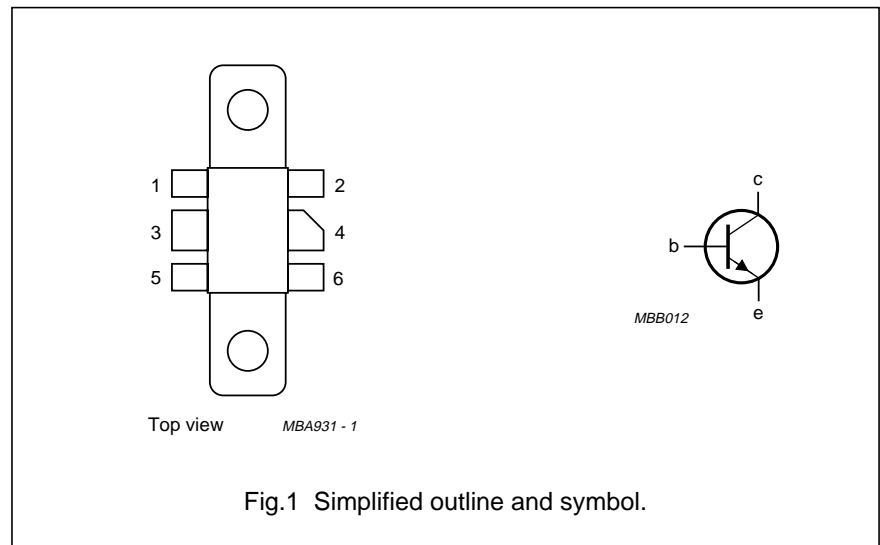 1
2
3
4
5
6
c
b
e
MBB012
Top view MBA931 - 1
Fig.1 Simplified outline and symbol.